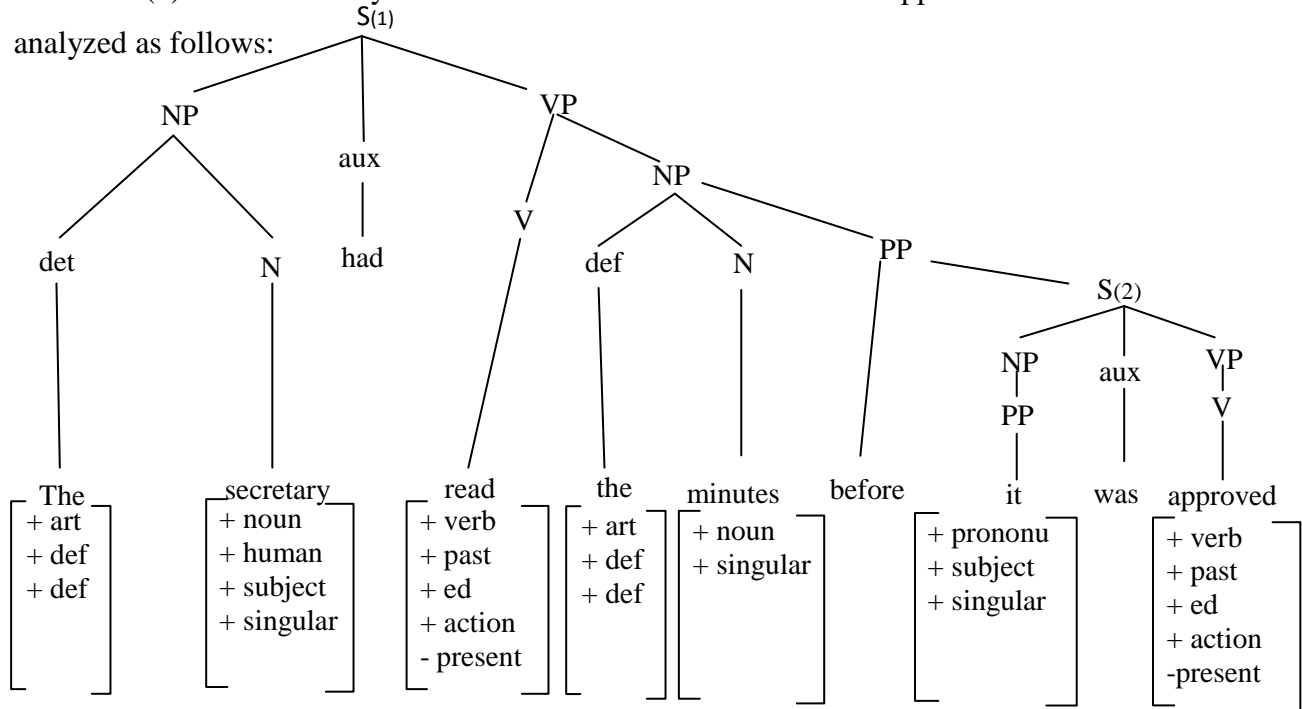 S(1)
analyzed as follows:
NP
VP
aux
NP
V
PP
det
N
had
def
N
S(2)
NP
aux
VP
PP
V
The
secretary
read
the
minutes
before
it
was
approved
+ art
+ def
+ def
+ noun
+ human
+ subject
+ singular
+ verb
+ past
+ ed
+ action
- present
+ art
+ def
+ def
+ noun
+ singular
+ prononu
+ subject
+ singular
+ verb
+ past
+ ed
+ action
-present